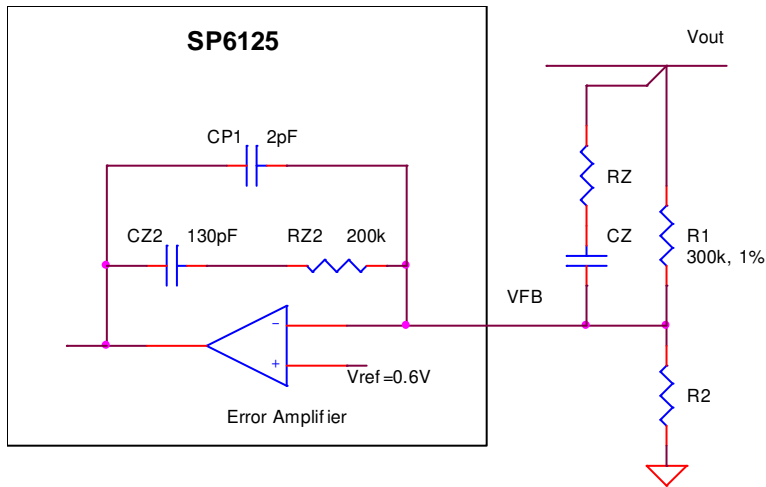 SP6125
Vout
CP1 2pF
RZ
CZ2 130pF RZ2 200k
CZ
R1
300k, 1%
VFB
-
+
Vref=0.6V
R2
Error Amplifier